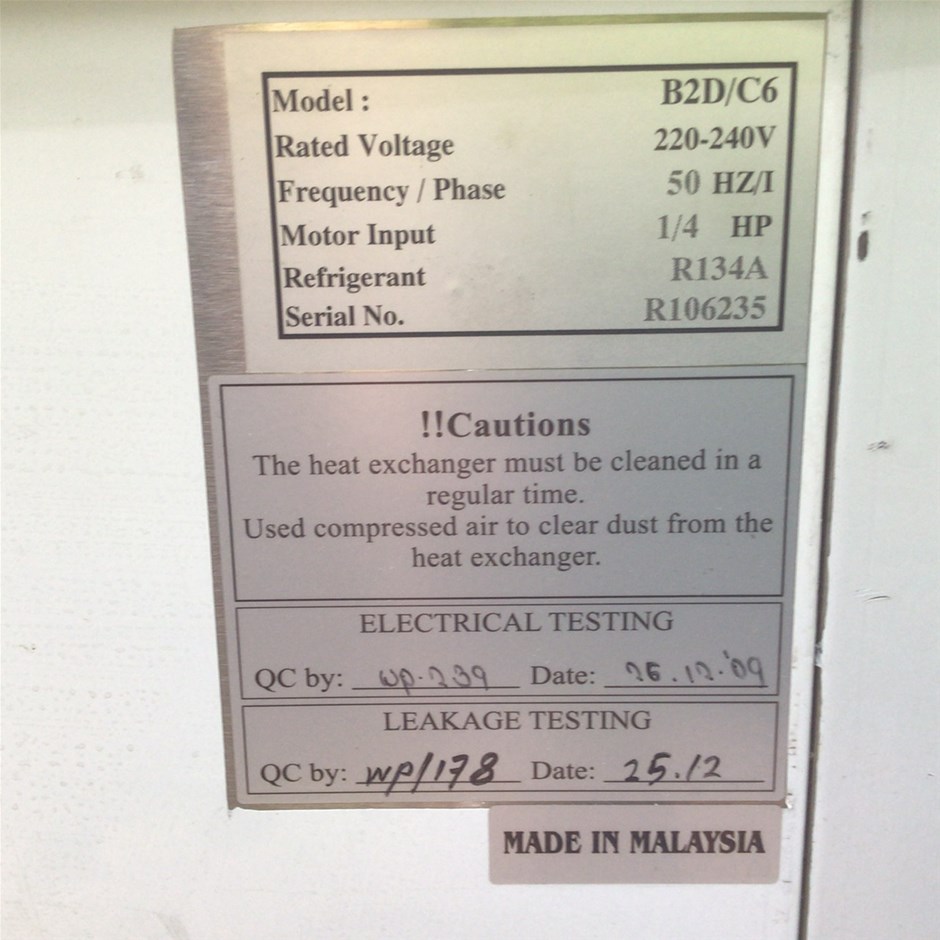 Model : B2D/C6
Rated Voltage 220-240V
Frequency / Phase 50 HZ/I
Motor Input 1/4 HP
Refrigerant R134A
Serial No. R106235
!!Cautions
The heat exchanger must be cleaned in a
regular time.
Used compressed air to clear dust from the
heat exchanger.
ELECTRICAL TESTING
QC by: WP-239 Date: 26.12.'09
LEAKAGE TESTING
QC by: WP/178 Date: 25.12
MADE IN MALAYSIA